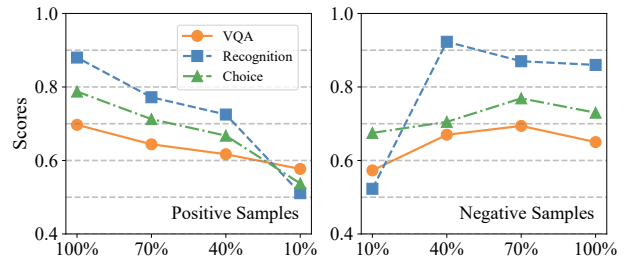 1.0
0.8
0.6
0.4
Scores
VQA
Recognition
Choice
Positive Samples
100% 70% 40% 10%
1.0
0.8
0.6
0.4
Negative Samples
10% 40% 70% 100%